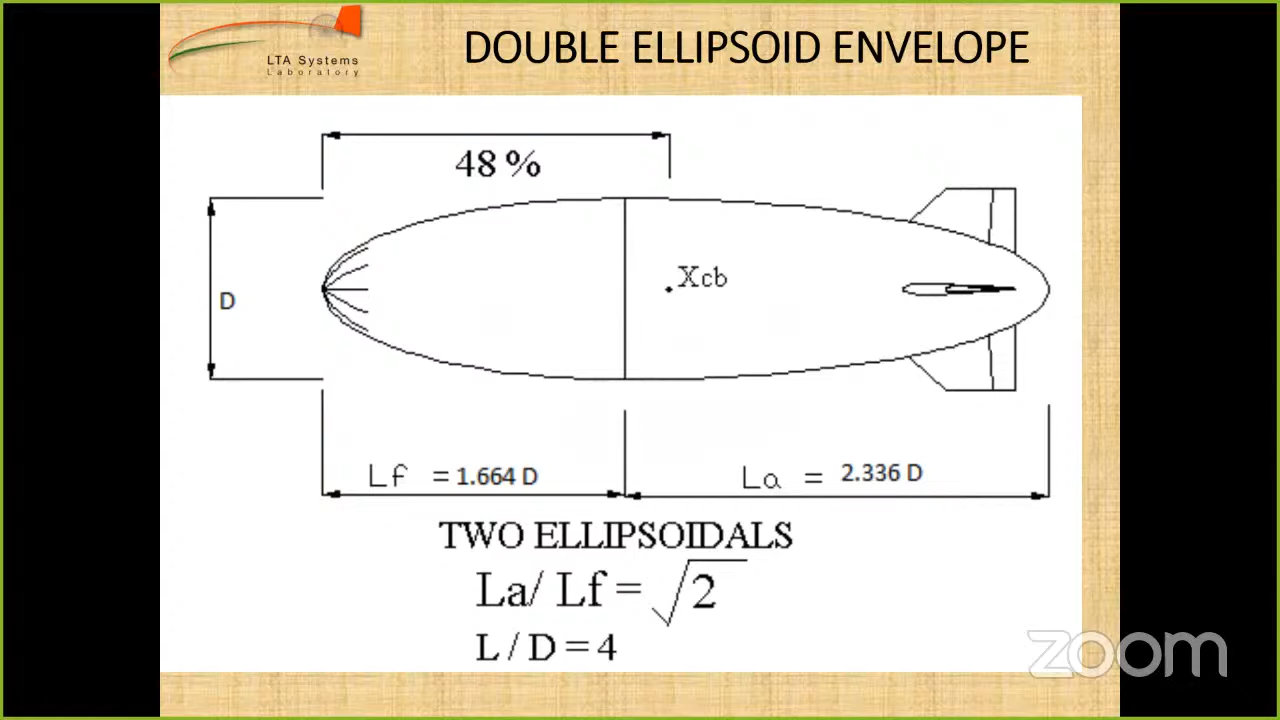 LTA Systems
Laboratory
DOUBLE ELLIPSOID ENVELOPE
48 %
Xcb
D
Lf = 1.664 D
La = 2.336 D
TWO ELLIPSOIDALS
La/ Lf = √2
L / D = 4
zoom